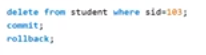 delete from student where sid=103;
commit;
rollback;